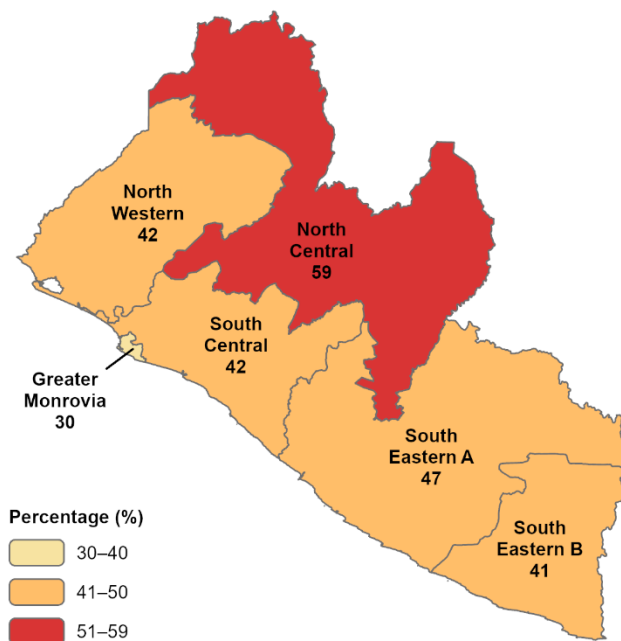 North
Western
42
North
Central
59
South
Central
42
Greater
Monrovia
30
South
Eastern A
47
South
Eastern B
41
Percentage (%)
30–40
41–50
51–59